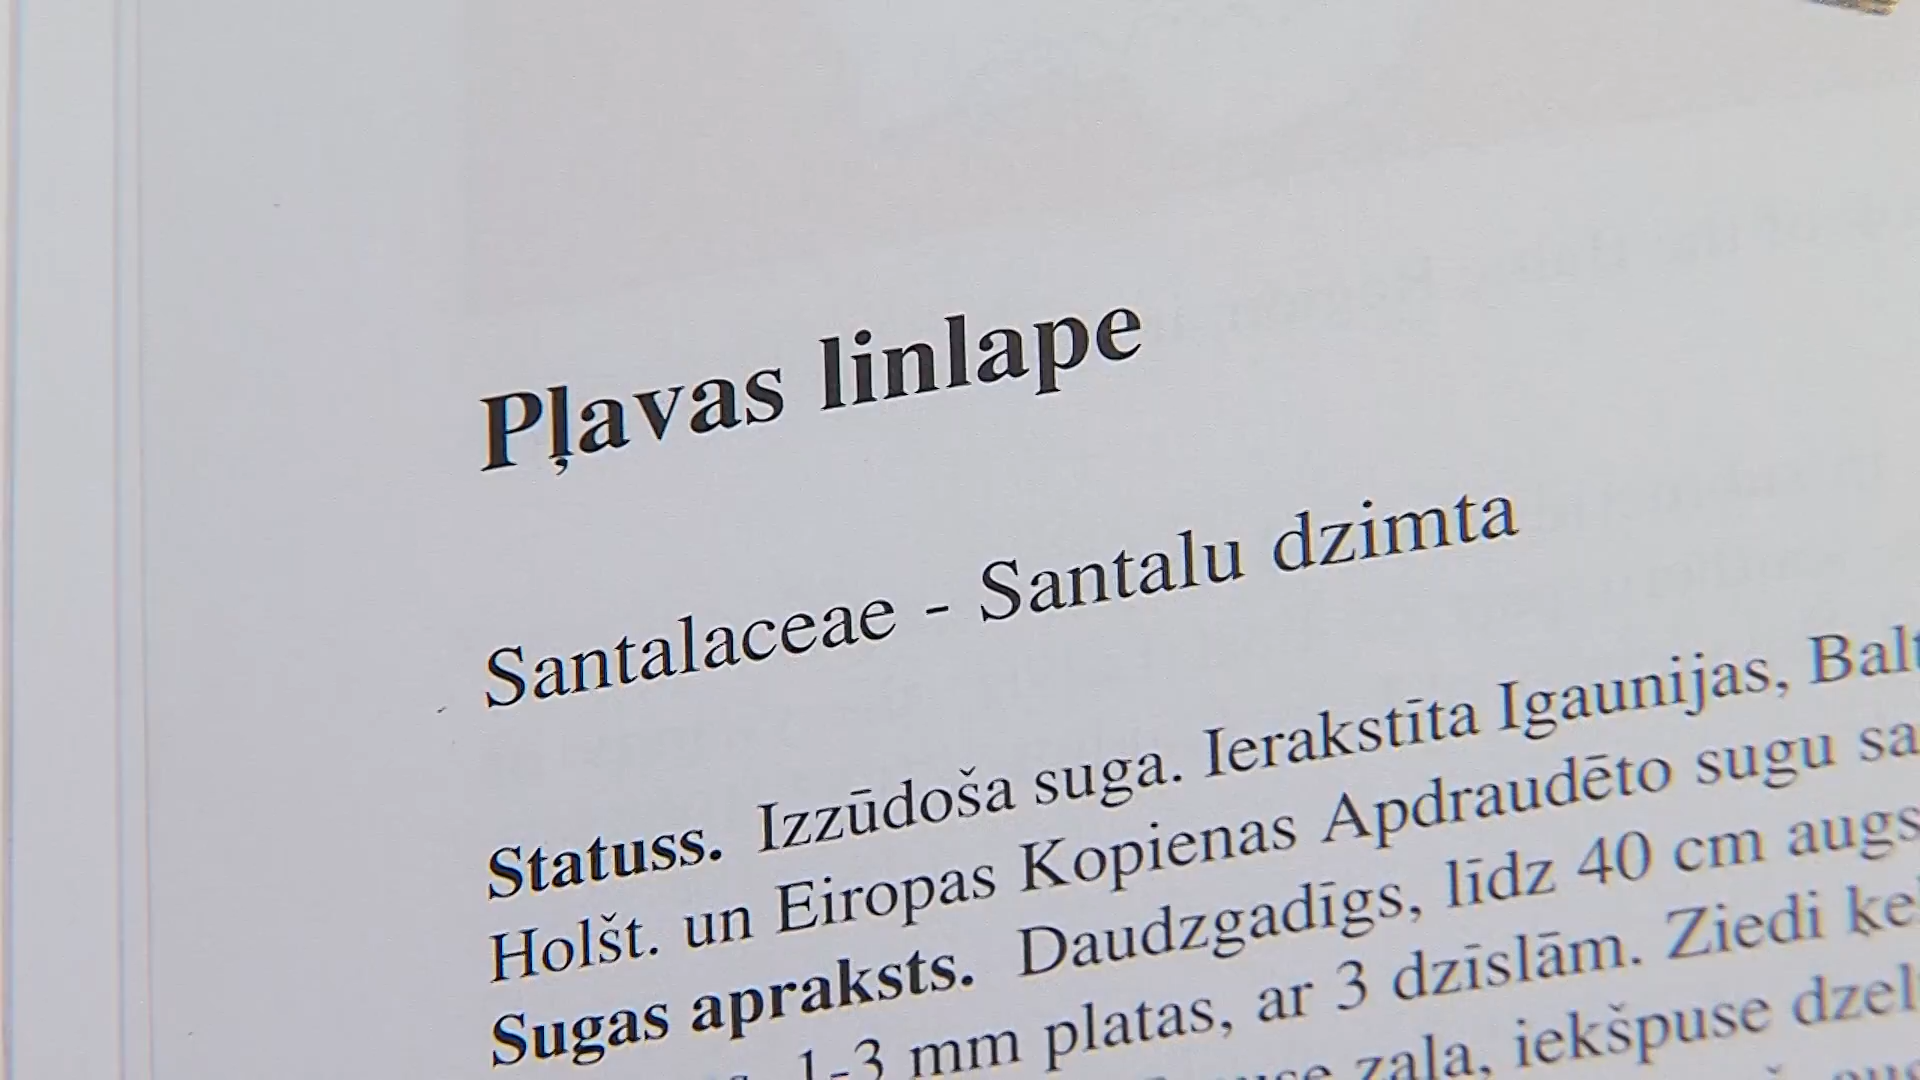 Pļavas linlape
Santalaceae - Santalu dzimta
Statuss. Izzūdoša suga. Ierakstīta Igaunijas,
Holšt. un Eiropas Kopienas Apdraudēto sugu
Sugas apraksts. Daudzgadīgs, līdz 40 cm
1-3 mm platas, ar 3 dzīslām. Ziedi
zaļa, iekšpuse